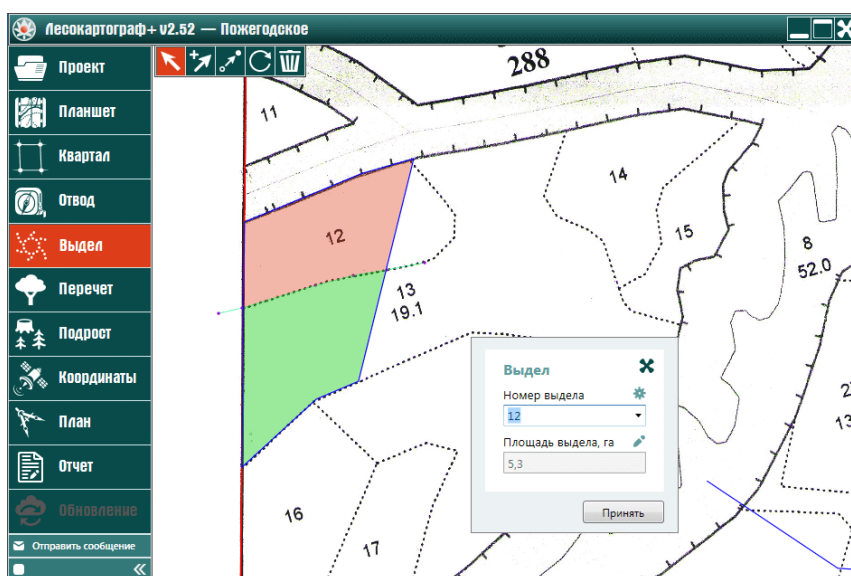 Лесокартограф+ v2.52 — Пожегодское
Проект
Планшет
Квартал
Отвод
Выдел
Перечет
Подрост
Координаты
План
Отчет
Обновление
Отправить сообщение
288
11
14
12
15
8
52.0
13
19.1
Выдел
Номер выдела
12
Площадь выдела, га
5,3
Принять
2
13
16
17